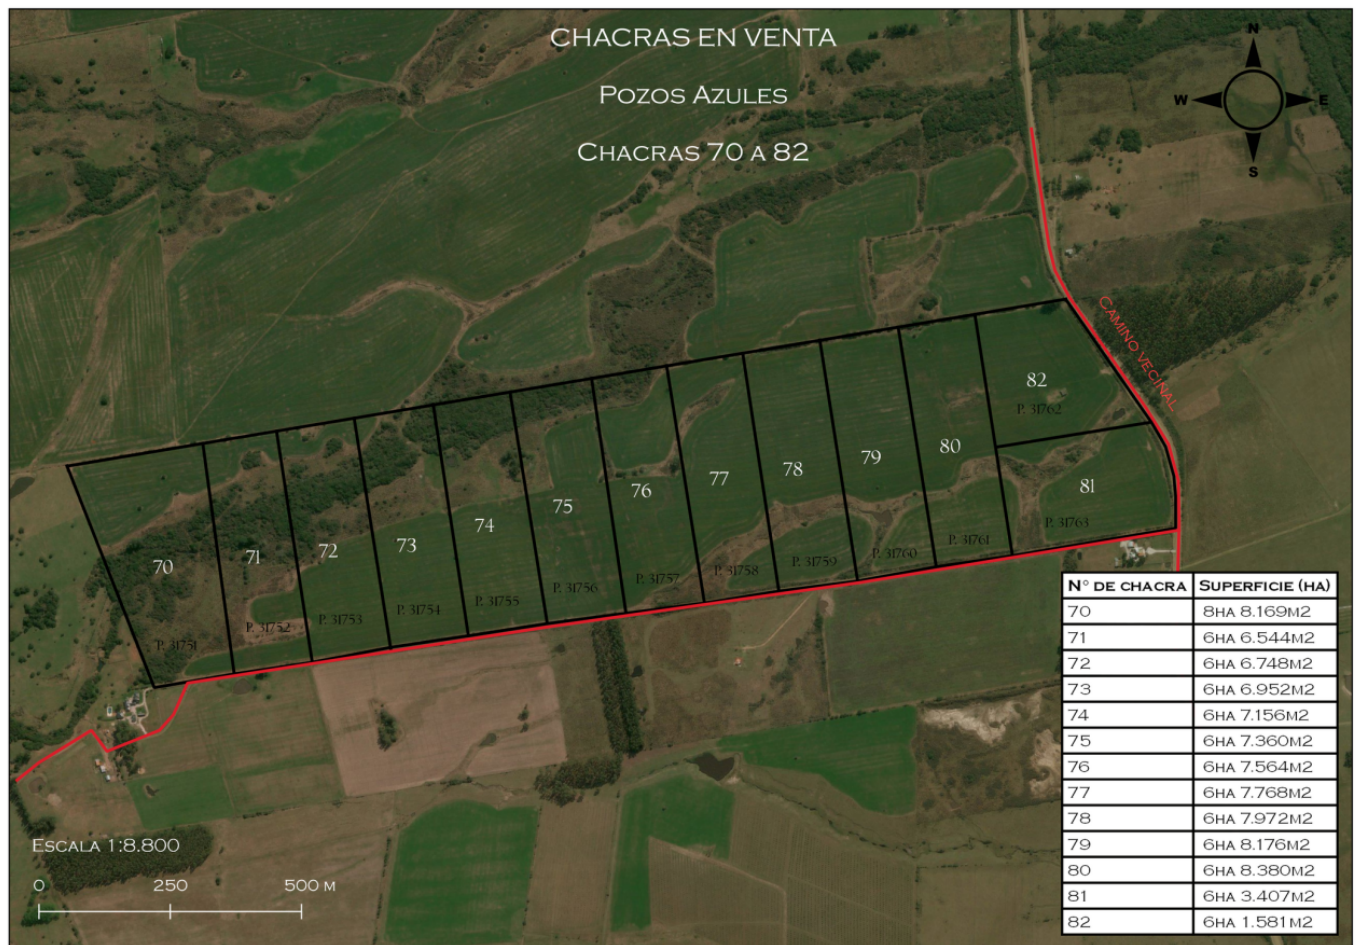 CHACRAS EN VENTA
POZOS AZULES
CHACRAS 70 A 82
N
W E
S
CAMINO VECINAL
82
P. 31762
81
P. 31763
80
P. 31761
79
P. 31760
78
P. 31759
77
P. 31758
76
P. 31757
75
P. 31756
74
P. 31755
73
P. 31754
72
P. 31753
71
P. 31752
70
P. 31751
N° DE CHACRA SUPERFICIE (HA)
70 8HA 8.169M2
71 6HA 6.544M2
72 6HA 6.748M2
73 6HA 6.952M2
74 6HA 7.156M2
75 6HA 7.360M2
76 6HA 7.564M2
77 6HA 7.768M2
78 6HA 7.972M2
79 6HA 8.176M2
80 6HA 8.380M2
81 6HA 3.407M2
82 6HA 1.581M2
ESCALA 1:8.800
0 250 500 M